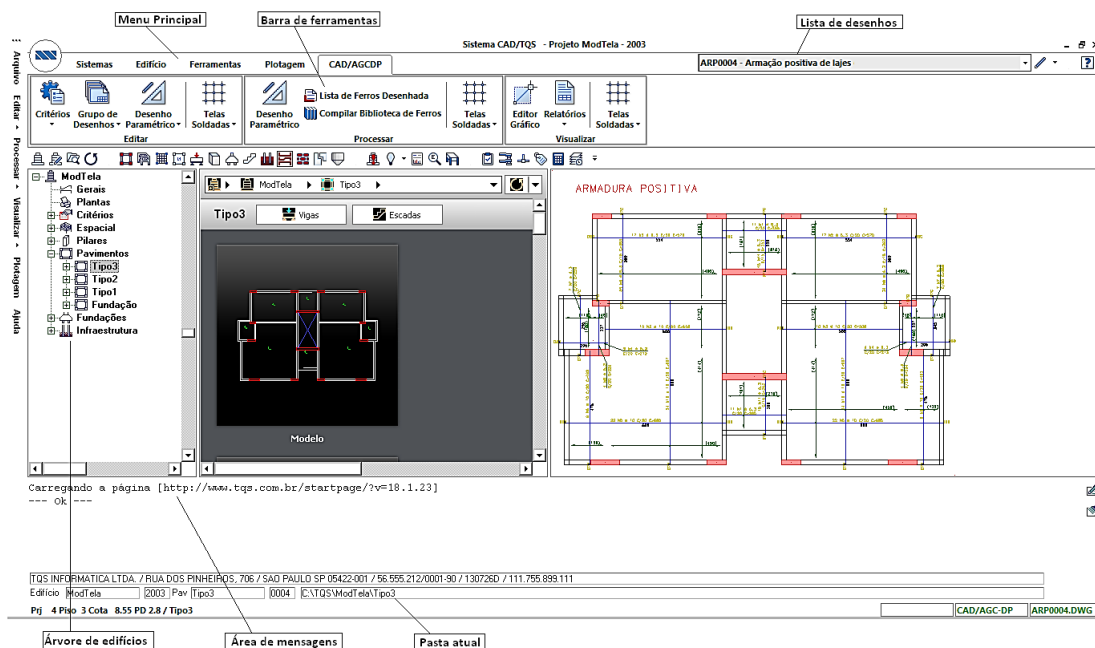 Menu Principal
Barra de ferramentas
Lista de desenhos
Sistema CAD/TQS - Projeto ModTela - 2003
Arquivo Editar Processar Visualizar Plotagem Ajuda
Sistemas Edifício Ferramentas Plotagem CAD/AGCDP
ARP0004 - Armação positiva de lajes
Critérios
Grupo de Desenhos
Desenho Paramétrico
Telas Soldadas
Editar
Desenho Paramétrico
Lista de Ferros Desenhada
Compilar Biblioteca de Ferros
Telas Soldadas
Processar
Editor Gráfico
Relatórios
Telas Soldadas
Visualizar
ModTela
Gerais
Plantas
Critérios
Espacial
Pilares
Pavimentos
Tipo3
Tipo2
Tipo1
Fundação
Fundações
Infraestrutura
ModTela Tipo3
Tipo3 Vigas Escadas
Modelo
ARMADURA POSITIVA
Carregando a página [http://www.tqs.com.br/startpage/?v=18.1.23]
--- Ok ---
TQS INFORMATICA LTDA. / RUA DOS PINHEIROS, 706 / SAO PAULO SP 05422-001 / 56.555.212/0001-90 / 130726D / 111.755.899.111
Edifício ModTela 2003 Pav Tipo3 0004 C:\TQS\ModTela\Tipo3
Prj 4 Piso 3 Cota 8.55 PD 2.8 / Tipo3
CAD/AGC-DP ARP0004.DWG
Árvore de edifícios
Área de mensagens
Pasta atual